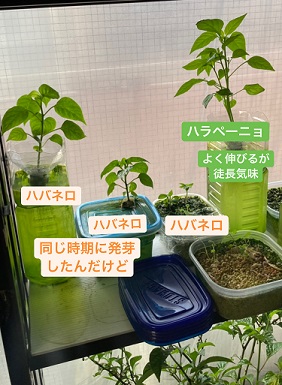 ハラペーニョ
よく伸びるが
徒長気味
ハバネロ
ハバネロ
ハバネロ
同じ時期に発芽
したんだけど